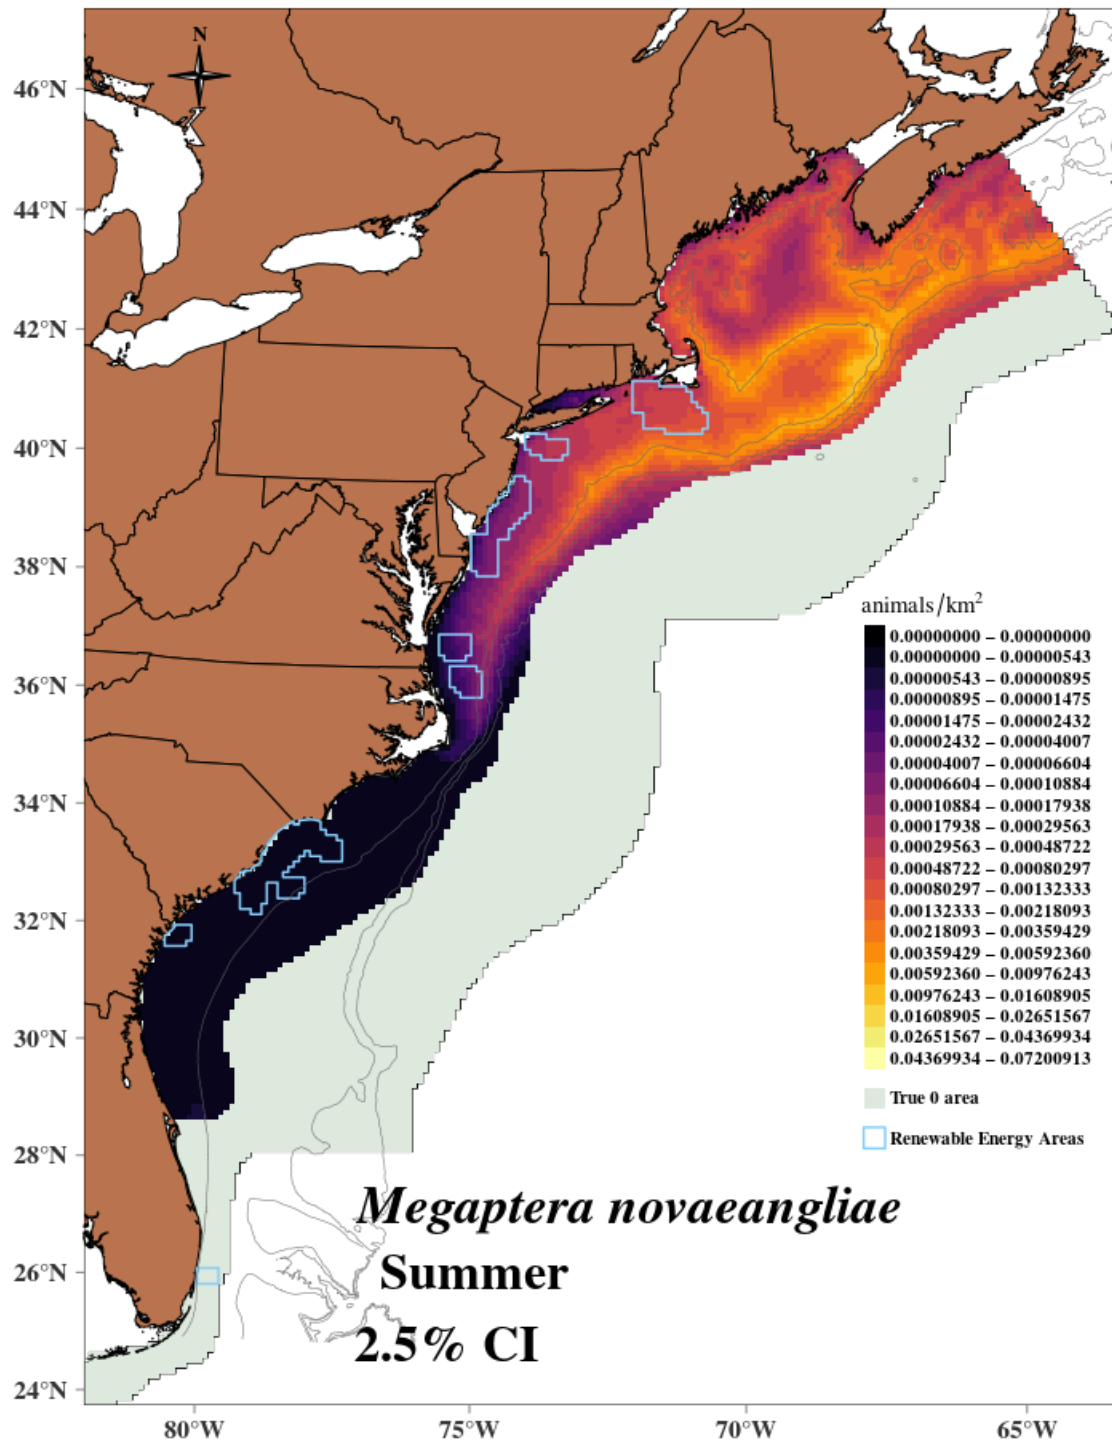 N
46°N
44°N
42°N
40°N
38°N
36°N
34°N
32°N
30°N
28°N
26°N
24°N
80°W
75°W
70°W
65°W
animals/km²
0.00000000 – 0.00000000
0.00000000 – 0.00000543
0.00000543 – 0.00000895
0.00000895 – 0.00001475
0.00001475 – 0.00002432
0.00002432 – 0.00004007
0.00004007 – 0.00006604
0.00006604 – 0.00010884
0.00010884 – 0.00017938
0.00017938 – 0.00029563
0.00029563 – 0.00048722
0.00048722 – 0.00080297
0.00080297 – 0.00132333
0.00132333 – 0.00218093
0.00218093 – 0.00359429
0.00359429 – 0.00592360
0.00592360 – 0.00976243
0.00976243 – 0.01608905
0.01608905 – 0.02651567
0.02651567 – 0.04369934
0.04369934 – 0.07200913
True 0 area
Renewable Energy Areas
Megaptera novaeangliae
Summer
2.5% CI